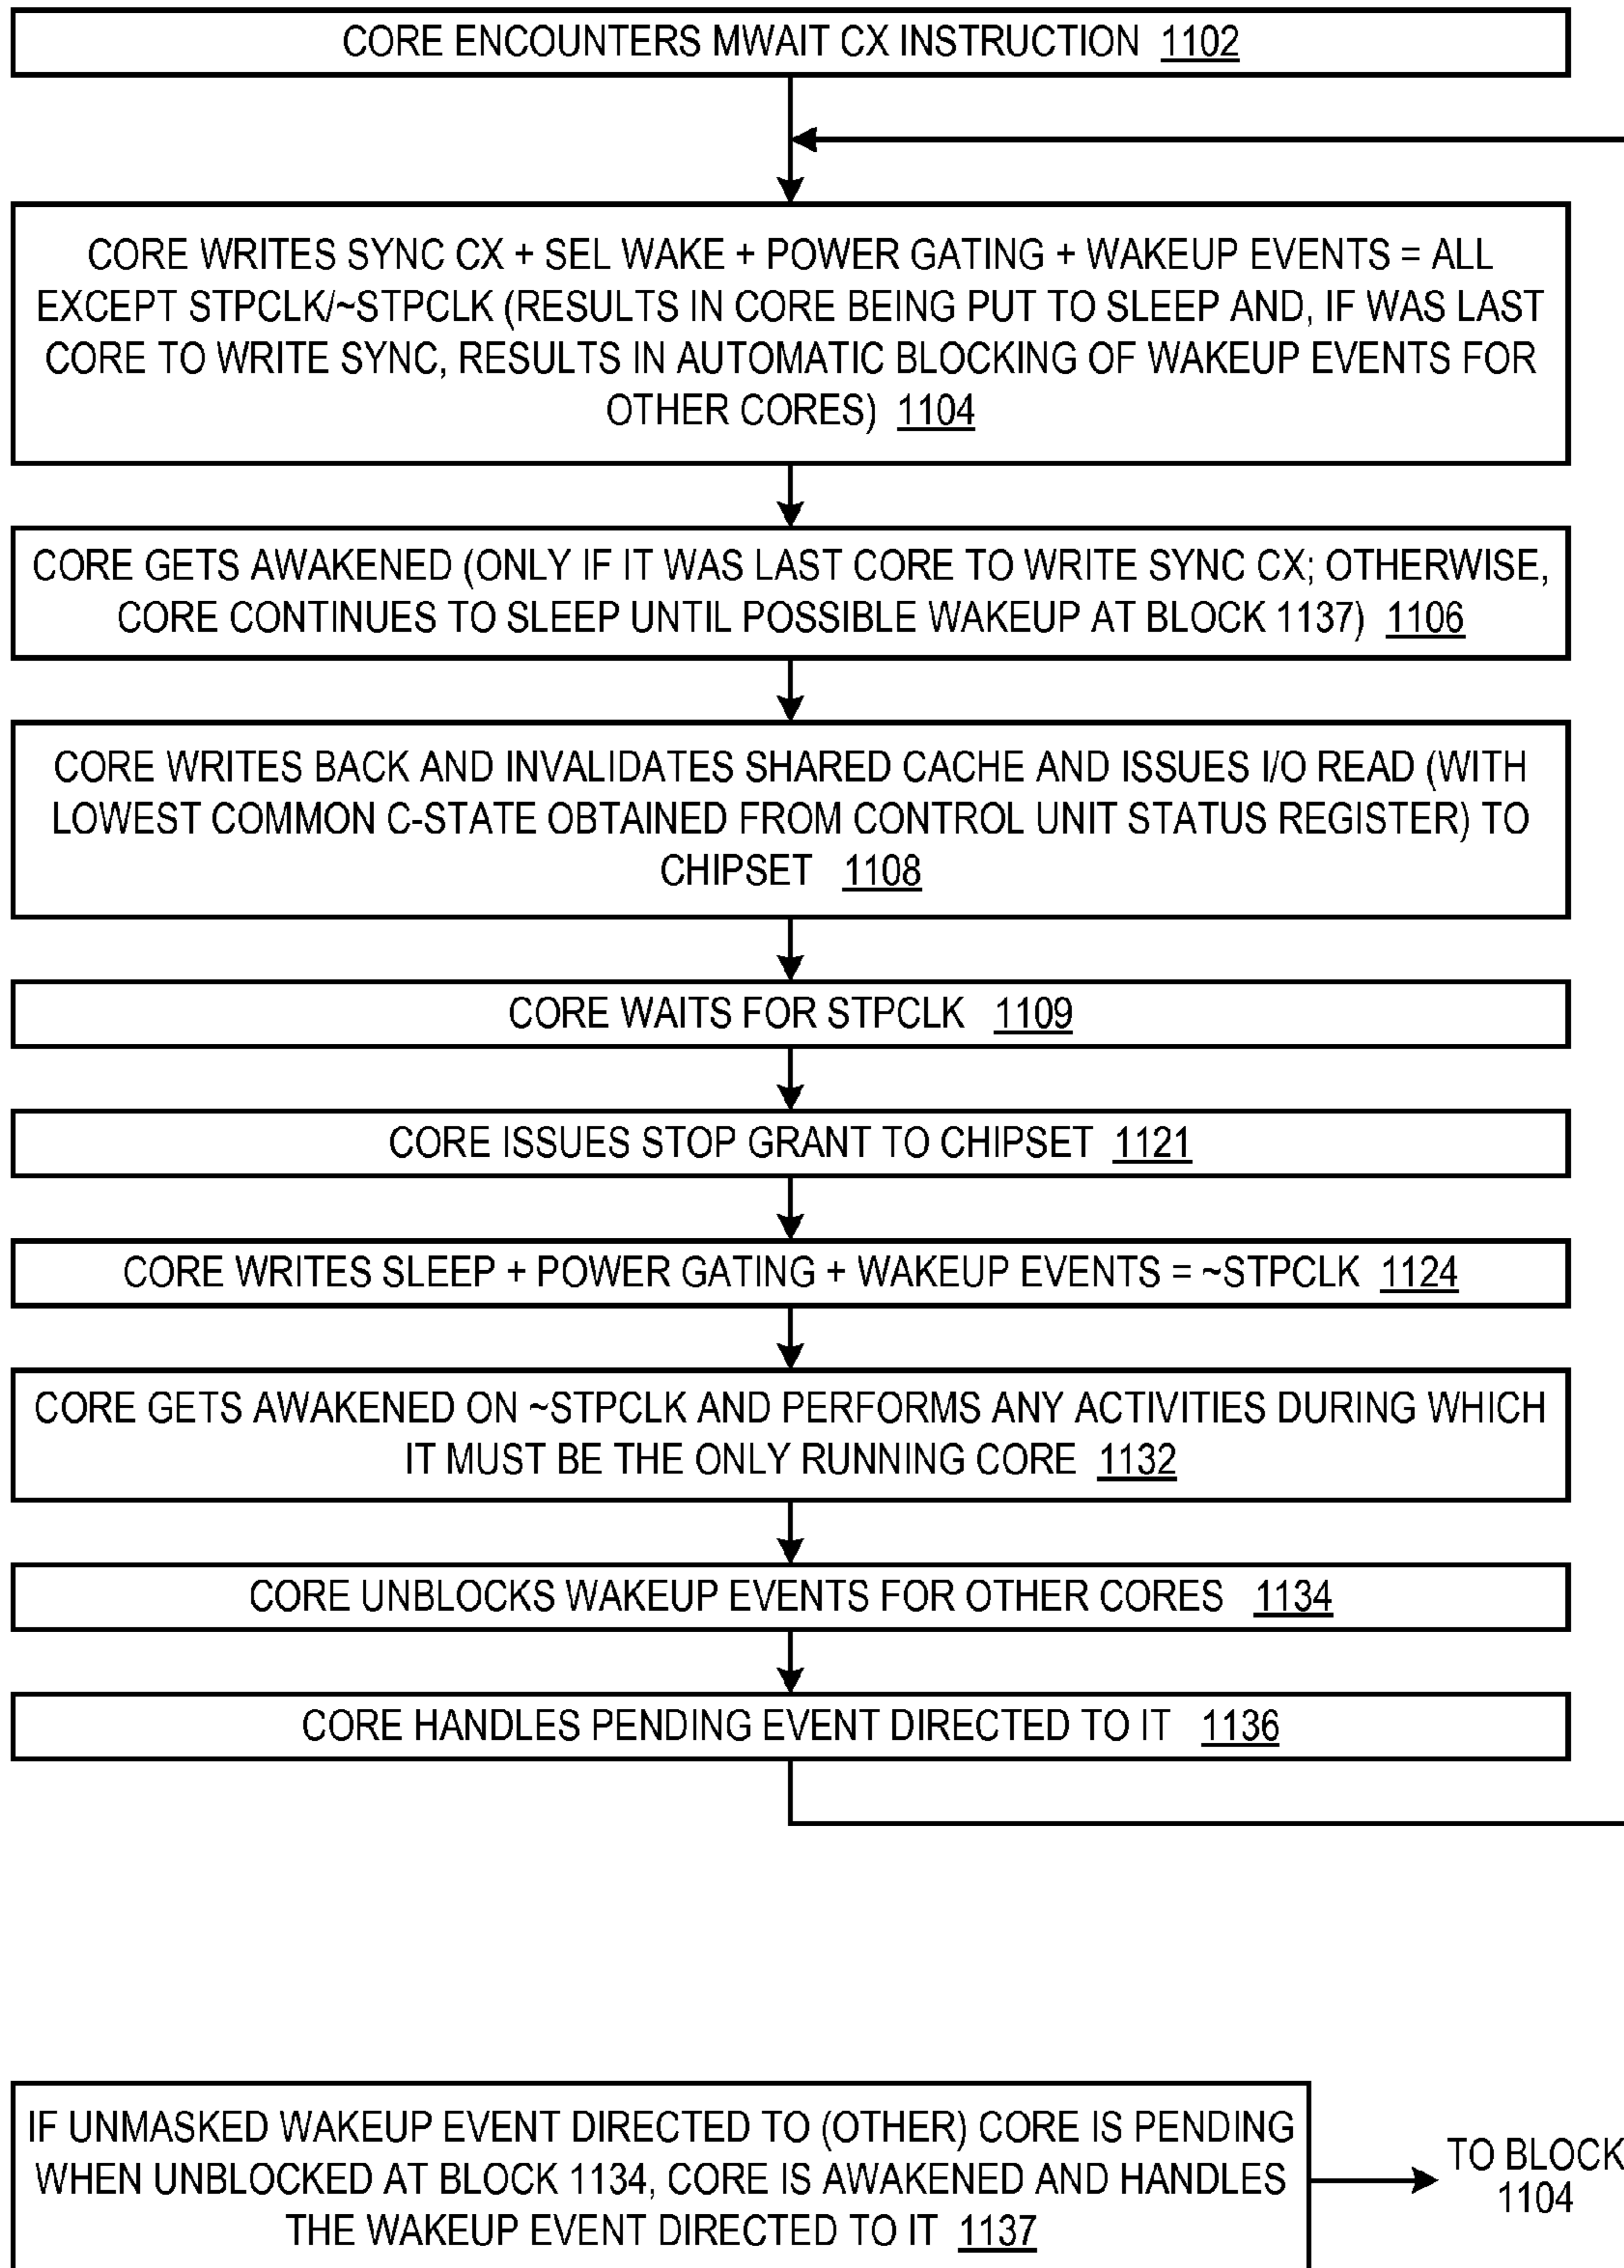 CORE ENCOUNTERS MWAIT CX INSTRUCTION 1102
CORE WRITES SYNC CX + SEL WAKE + POWER GATING + WAKEUP EVENTS = ALL
EXCEPT STPCLK/~STPCLK (RESULTS IN CORE BEING PUT TO SLEEP AND, IF WAS LAST
CORE TO WRITE SYNC, RESULTS IN AUTOMATIC BLOCKING OF WAKEUP EVENTS FOR
OTHER CORES) 1104
CORE GETS AWAKENED (ONLY IF IT WAS LAST CORE TO WRITE SYNC CX; OTHERWISE,
CORE CONTINUES TO SLEEP UNTIL POSSIBLE WAKEUP AT BLOCK 1137) 1106
CORE WRITES BACK AND INVALIDATES SHARED CACHE AND ISSUES I/O READ (WITH
LOWEST COMMON C-STATE OBTAINED FROM CONTROL UNIT STATUS REGISTER) TO
CHIPSET 1108
CORE WAITS FOR STPCLK 1109
CORE ISSUES STOP GRANT TO CHIPSET 1121
CORE WRITES SLEEP + POWER GATING + WAKEUP EVENTS = ~STPCLK 1124
CORE GETS AWAKENED ON ~STPCLK AND PERFORMS ANY ACTIVITIES DURING WHICH
IT MUST BE THE ONLY RUNNING CORE 1132
CORE UNBLOCKS WAKEUP EVENTS FOR OTHER CORES 1134
CORE HANDLES PENDING EVENT DIRECTED TO IT 1136
IF UNMASKED WAKEUP EVENT DIRECTED TO (OTHER) CORE IS PENDING
WHEN UNBLOCKED AT BLOCK 1134, CORE IS AWAKENED AND HANDLES
THE WAKEUP EVENT DIRECTED TO IT 1137
TO BLOCK
1104